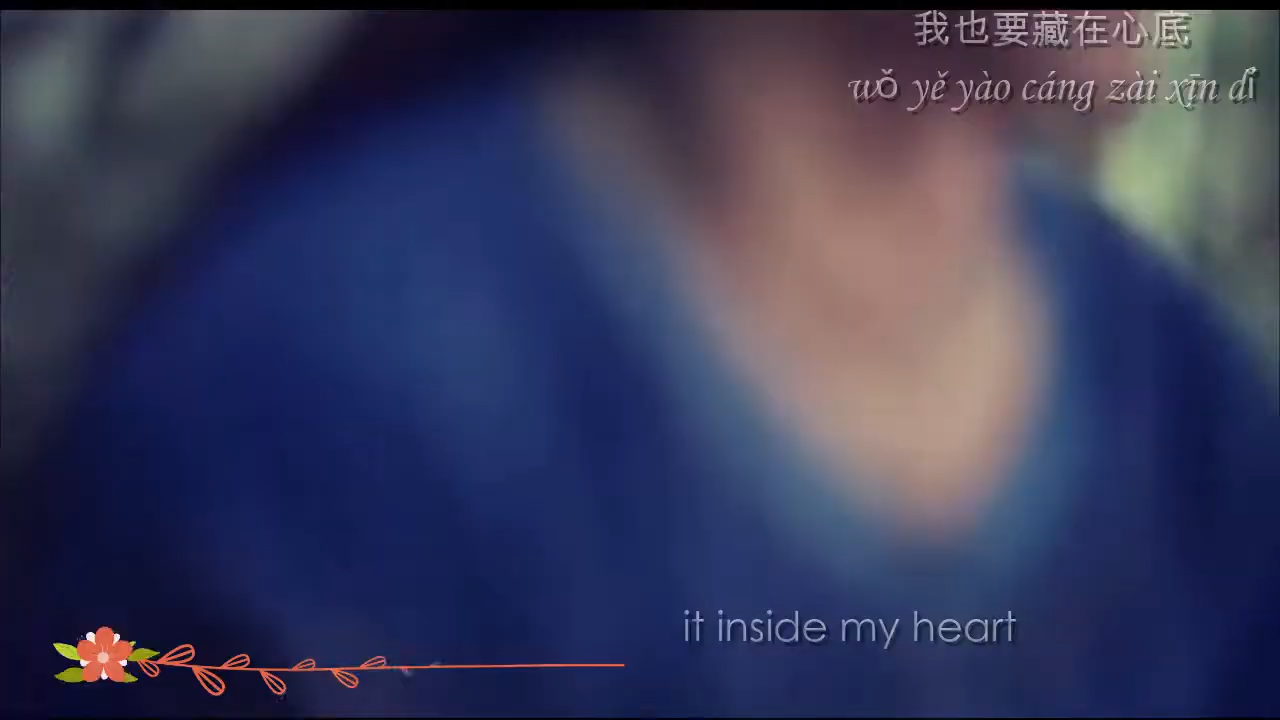 我也要藏在心底
wǒ yě yào cáng zài xīn dǐ
it inside my heart